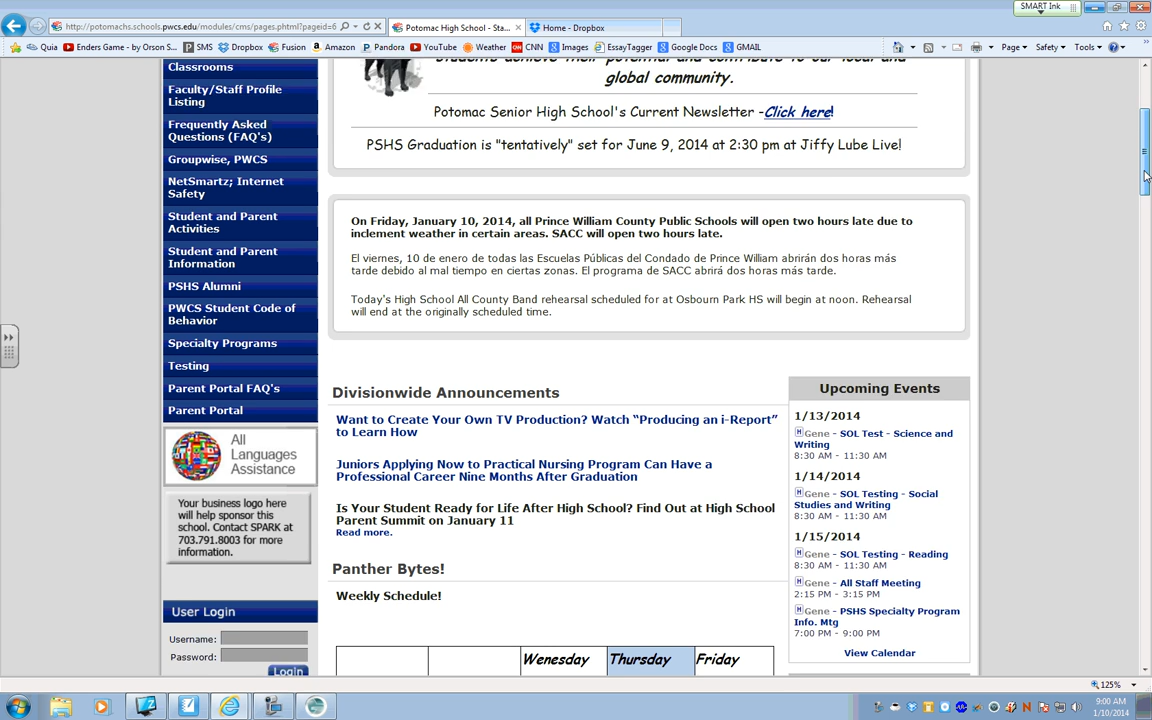 SMART Ink
http://potomachs.schools.pwcs.edu/modules/cms/pages.phtml?pageid=6
Potomac High School - Sta...
Home - Dropbox
Quia
Enders Game - by Orson S...
SMS
Dropbox
Fusion
Amazon
Pandora
YouTube
Weather
CNN
Images
EssayTagger
Google Docs
GMAIL
Page
Safety
Tools
Classrooms
Faculty/Staff Profile
Listing
Frequently Asked
Questions (FAQ's)
Groupwise, PWCS
NetSmartz; Internet
Safety
Student and Parent
Activities
Student and Parent
Information
PSHS Alumni
PWCS Student Code of
Behavior
Specialty Programs
Testing
Parent Portal FAQ's
Parent Portal
All
Languages
Assistance
Your business logo here
will help sponsor this
school. Contact SPARK at
703.791.8003 for more
information.
User Login
Username:
Password:
Login
Students achieve their potential and contribute to our local and
global community.
Potomac Senior High School's Current Newsletter -Click here!
PSHS Graduation is "tentatively" set for June 9, 2014 at 2:30 pm at Jiffy Lube Live!
On Friday, January 10, 2014, all Prince William County Public Schools will open two hours late due to
inclement weather in certain areas. SACC will open two hours late.
El viernes, 10 de enero de todas las Escuelas Públicas del Condado de Prince William abrirán dos horas más
tarde debido al mal tiempo en ciertas zonas. El programa de SACC abrirá dos horas más tarde.
Today's High School All County Band rehearsal scheduled for at Osbourn Park HS will begin at noon. Rehearsal
will end at the originally scheduled time.
Divisionwide Announcements
Want to Create Your Own TV Production? Watch “Producing an i-Report”
to Learn How
Juniors Applying Now to Practical Nursing Program Can Have a
Professional Career Nine Months After Graduation
Is Your Student Ready for Life After High School? Find Out at High School
Parent Summit on January 11
Read more.
Panther Bytes!
Weekly Schedule!
Wenesday
Thursday
Friday
Upcoming Events
1/13/2014
H Gene - SOL Test - Science and
Writing
8:30 AM - 11:30 AM
1/14/2014
H Gene - SOL Testing - Social
Studies and Writing
8:30 AM - 11:30 AM
1/15/2014
H Gene - SOL Testing - Reading
8:30 AM - 11:30 AM
H Gene - All Staff Meeting
2:15 PM - 3:15 PM
H Gene - PSHS Specialty Program
Info. Mtg
7:00 PM - 9:00 PM
View Calendar
125%
9:00 AM
1/10/2014